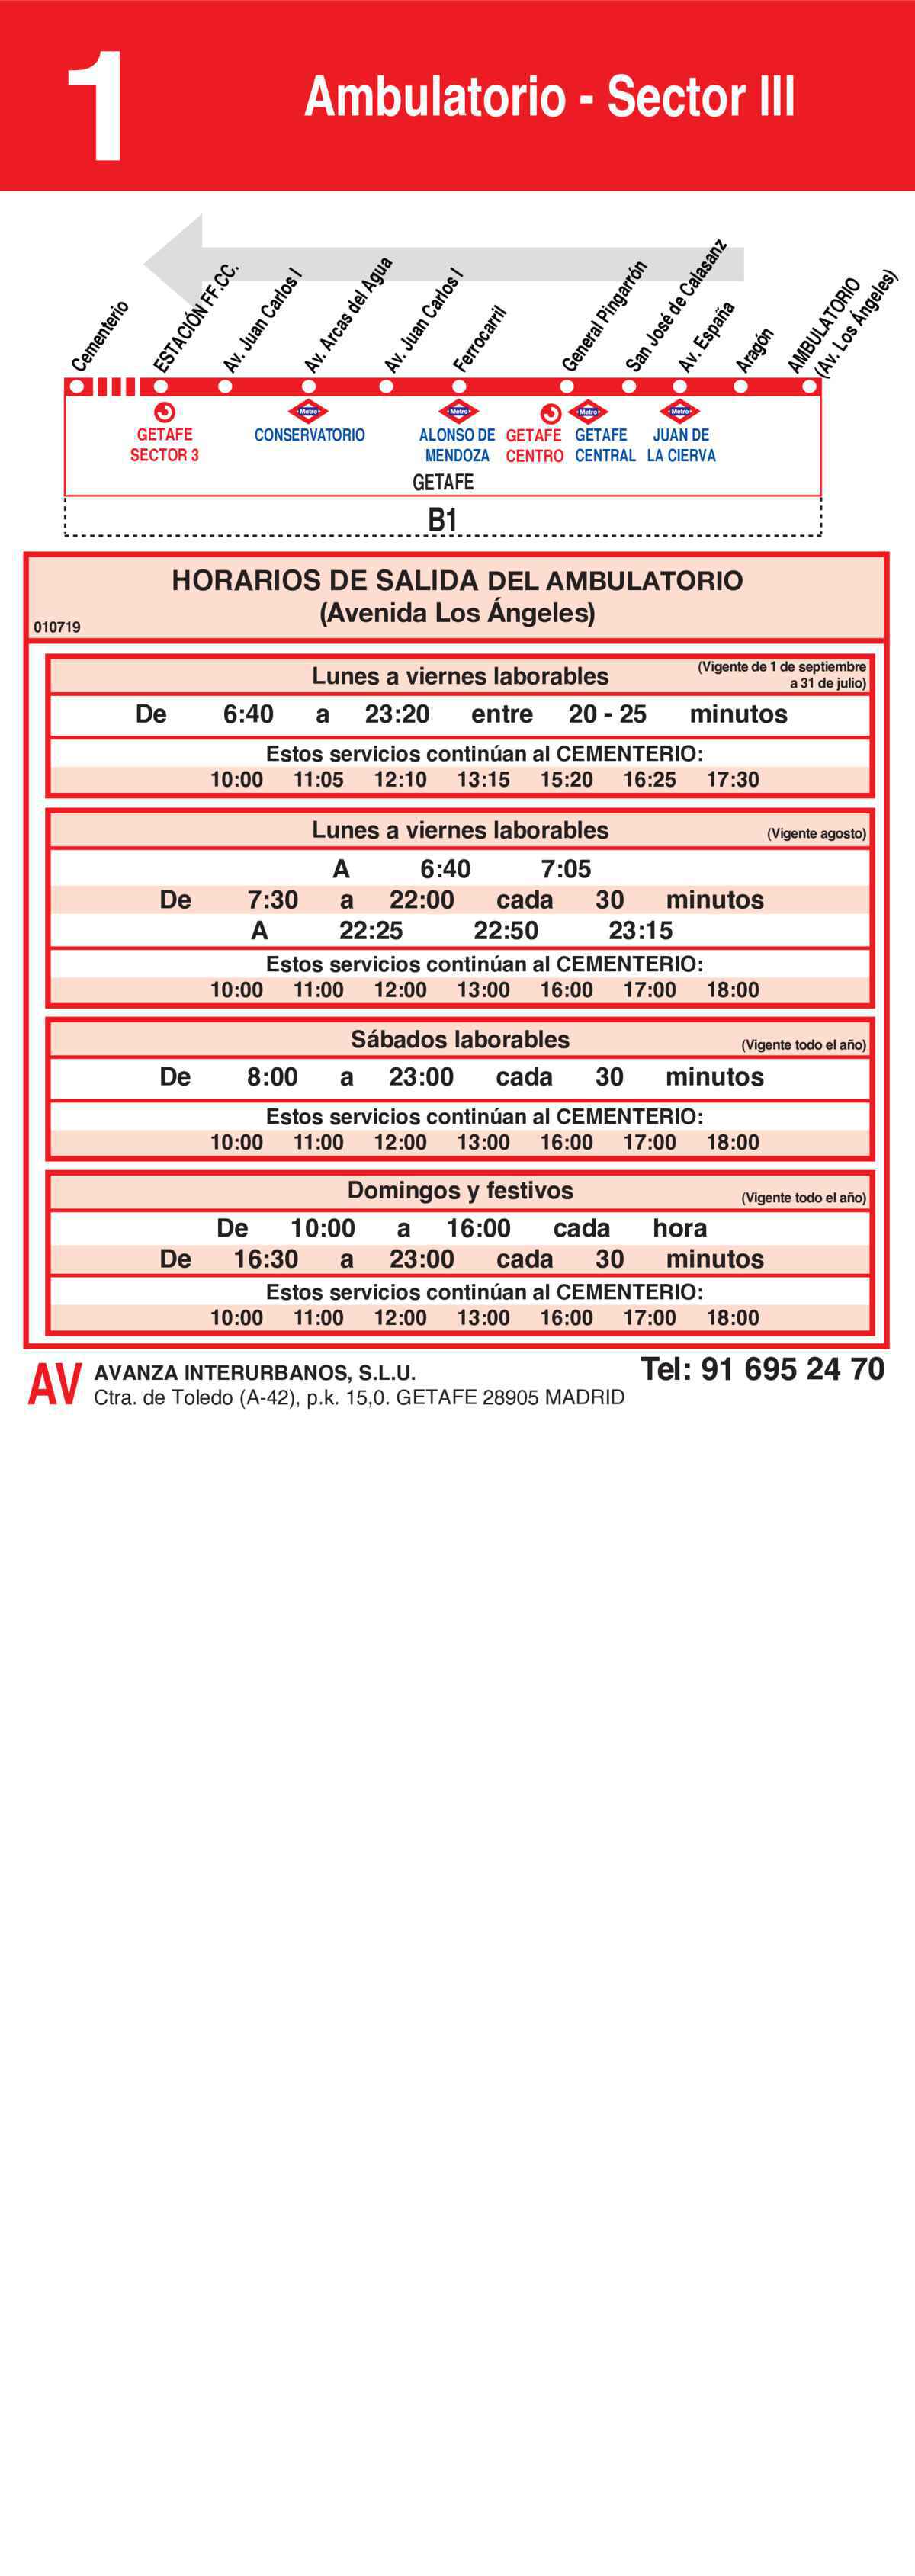 1
Ambulatorio - Sector III
Cementerio
ESTACIÓN FF.CC.
Av. Juan Carlos I
Av. Arcas del Agua
Av. Juan Carlos I
Ferrocarril
General Pingarrón
San José de Calasanz
Av. España
Aragón
AMBULATORIO
(Av. Los Ángeles)
Metro Metro Metro Metro
GETAFE CONSERVATORIO ALONSO DE GETAFE GETAFE JUAN DE
SECTOR 3 MENDOZA CENTRO CENTRAL LA CIERVA
GETAFE
B1
HORARIOS DE SALIDA DEL AMBULATORIO
(Avenida Los Ángeles)
010719
Lunes a viernes laborables (Vigente de 1 de septiembre
a 31 de julio)
De 6:40 a 23:20 entre 20 - 25 minutos
Estos servicios continúan al CEMENTERIO:
10:00 11:05 12:10 13:15 15:20 16:25 17:30
Lunes a viernes laborables (Vigente agosto)
A 6:40 7:05
De 7:30 a 22:00 cada 30 minutos
A 22:25 22:50 23:15
Estos servicios continúan al CEMENTERIO:
10:00 11:00 12:00 13:00 16:00 17:00 18:00
Sábados laborables (Vigente todo el año)
De 8:00 a 23:00 cada 30 minutos
Estos servicios continúan al CEMENTERIO:
10:00 11:00 12:00 13:00 16:00 17:00 18:00
Domingos y festivos (Vigente todo el año)
De 10:00 a 16:00 cada hora
De 16:30 a 23:00 cada 30 minutos
Estos servicios continúan al CEMENTERIO:
10:00 11:00 12:00 13:00 16:00 17:00 18:00
AV AVANZA INTERURBANOS, S.L.U. Tel: 91 695 24 70
Ctra. de Toledo (A-42), p.k. 15,0. GETAFE 28905 MADRID